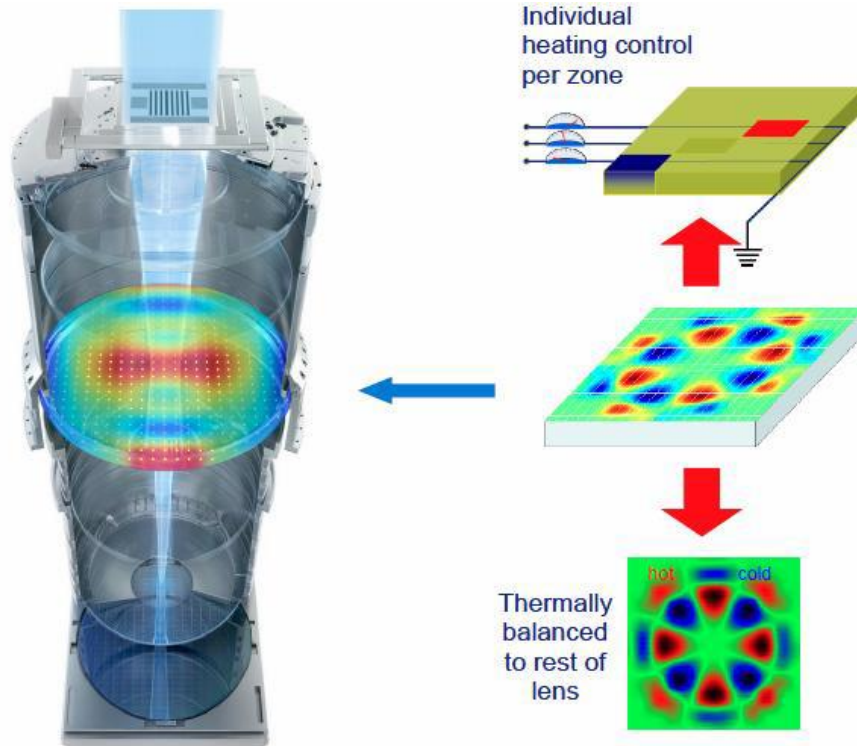 Individual
heating control
per zone
hot cold
Thermally
balanced
to rest of
lens